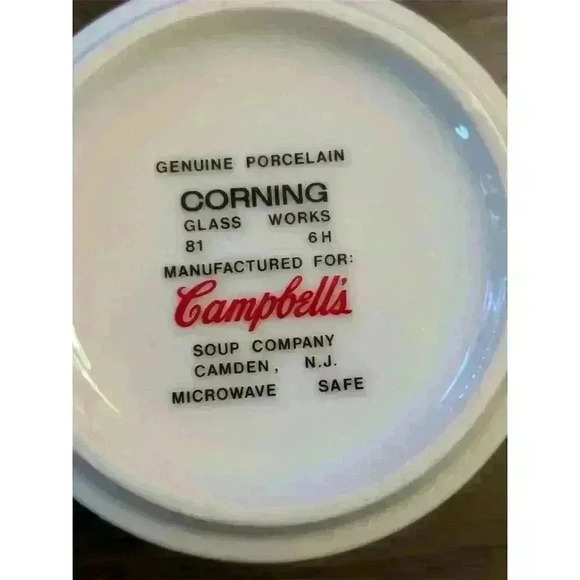 GENUINE PORCELAIN
CORNING
GLASS WORKS
81 6H
MANUFACTURED FOR:
Campbell's
SOUP COMPANY
CAMDEN, N.J.
MICROWAVE SAFE